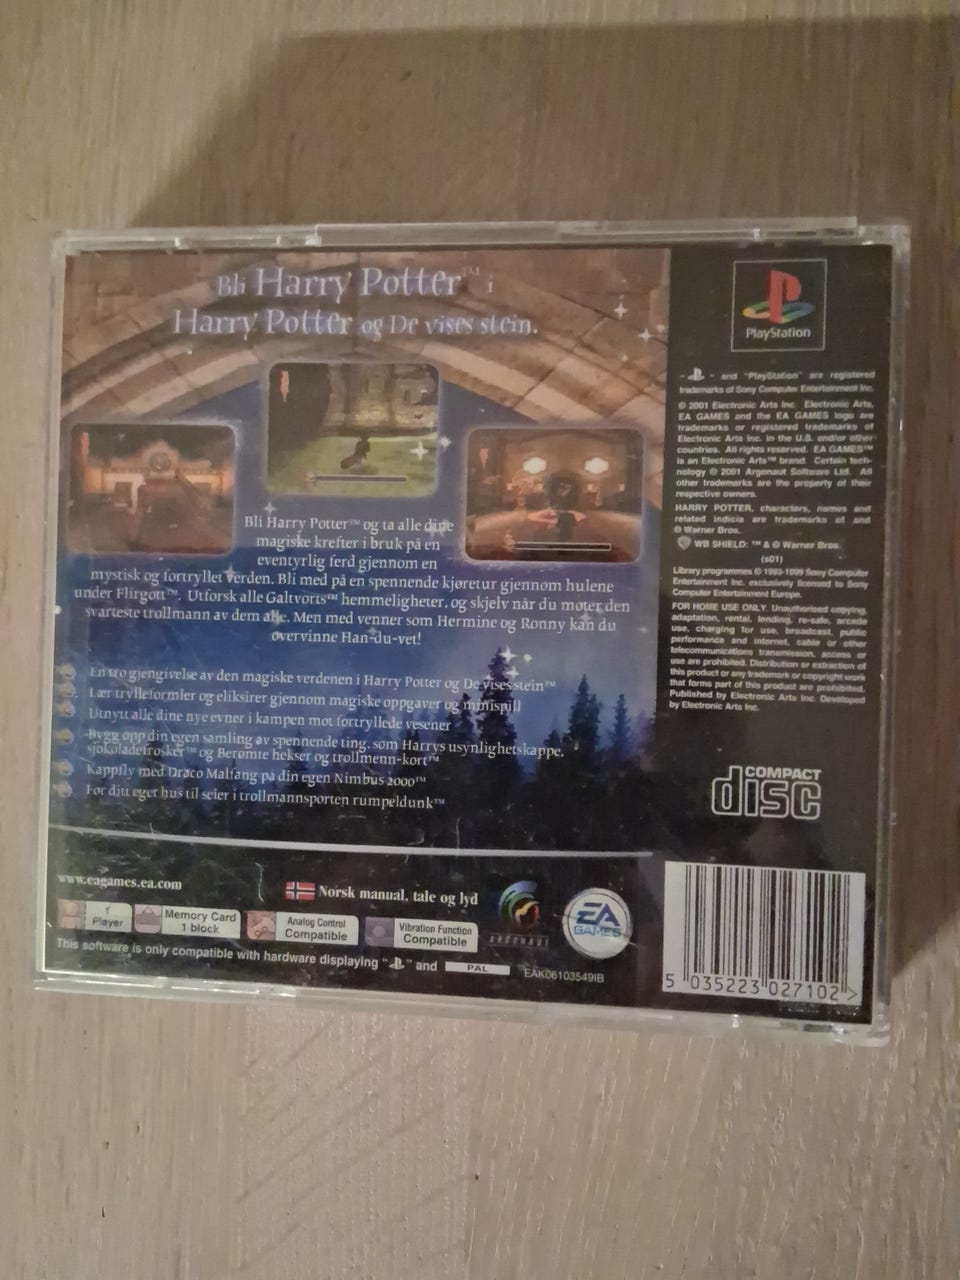 Bli Harry Potter™ i
Harry Potter og De vises stein.
Bli Harry Potter™ og ta alle dine
magiske krefter i bruk på en
eventyrlig ferd gjennom en
mystisk og fortryllet verden. Bli med på en spennende kjøretur gjennom hulene
under Flirgott™. Utforsk alle Galtvorts™ hemmeligheter, og skjelv når du møter den
svarteste trollmann av dem alle. Men med venner som Hermine og Ronny kan du
overvinne Han-du-vet!
En tro gjengivelse av den magiske verdenen i Harry Potter og De vises stein™
Lær trylleformler og eliksirer gjennom magiske oppgaver og minispill
Utnytt alle dine nye evner i kampen mot fortryllede vesener
Bygg opp din egen samling av spennende ting, som Harrys usynlighetskappe,
sjokoladefrosker™ og Berømte hekser og trollmenn-kort™
Kappfly med Draco Malfang på din egen Nimbus 2000™
Før ditt eget hus til seier i trollmannsporten rumpeldunk™
www.eagames.ea.com
Norsk manual, tale og lyd
1
Player
Memory Card
1 block
Analog Control
Compatible
Vibration Function
Compatible
ARGONAUT
EA
GAMES
This software is only compatible with hardware displaying " " and PAL
EAK06103549IB
PlayStation
" " and "PlayStation" are registered
trademarks of Sony Computer Entertainment Inc.
© 2001 Electronic Arts Inc. Electronic Arts,
EA GAMES and the EA GAMES logo are
trademarks or registered trademarks of
Electronic Arts Inc. in the U.S. and/or other
countries. All rights reserved. EA GAMES™
is an Electronic Arts™ brand. Certain tech-
nology © 2001 Argonaut Software Ltd. All
other trademarks are the property of their
respective owners.
HARRY POTTER, characters, names and
related indicia are trademarks of and
© Warner Bros.
WB SHIELD: ™ & © Warner Bros.
(s01)
Library programmes © 1993-1999 Sony Computer
Entertainment Inc. exclusively licensed to Sony
Computer Entertainment Europe.
FOR HOME USE ONLY. Unauthorised copying,
adaptation, rental, lending, re-sale, arcade
use, charging for use, broadcast, public
performance and internet, cable or other
telecommunications transmission, access or
use are prohibited. Distribution or extraction of
this product or any trademark or copyright work
that forms part of this product are prohibited.
Published by Electronic Arts Inc. Developed
by Electronic Arts Inc.
COMPACT
disc
5 035223 027102 >